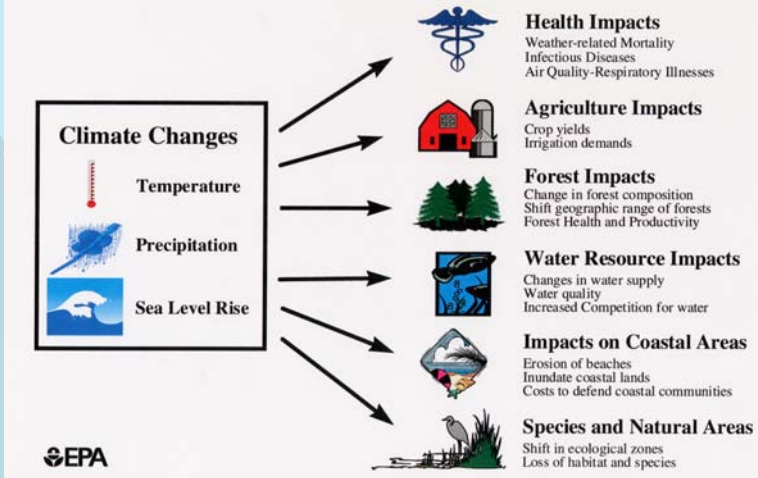 Climate Changes
Temperature
Precipitation
Sea Level Rise
Health Impacts
Weather-related Mortality
Infectious Diseases
Air Quality-Respiratory Illnesses
Agriculture Impacts
Crop yields
Irrigation demands
Forest Impacts
Change in forest composition
Shift geographic range of forests
Forest Health and Productivity
Water Resource Impacts
Changes in water supply
Water quality
Increased Competition for water
Impacts on Coastal Areas
Erosion of beaches
Inundate coastal lands
Costs to defend coastal communities
Species and Natural Areas
Shift in ecological zones
Loss of habitat and species
EPA